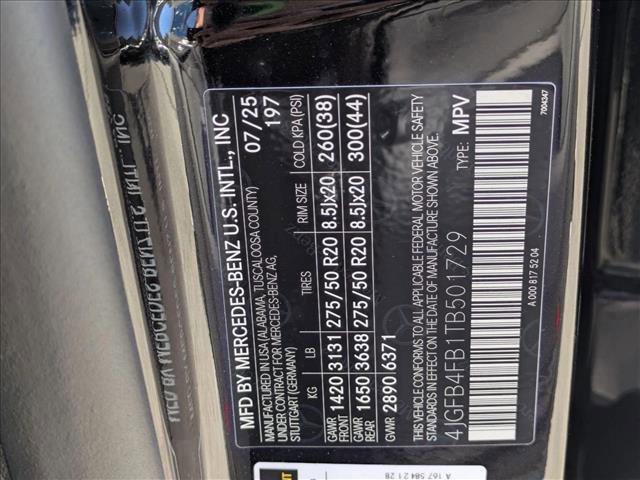 MFD BY MERCEDES-BENZ U.S. INTL., INC
MANUFACTURED IN USA (ALABAMA, TUSCALOOSA COUNTY)
STUTTGART (GERMANY) MERCEDES-BENZ AG,
07/25
197
KG LB TIRES RIM SIZE COLD KPA (PSI)
GAWR FRONT 1420 3131 275/50 R20 8.5Jx20 260(38)
GAWR REAR 1650 3638 275/50 R20 8.5Jx20 300(44)
GVWR 2890 6371
THIS VEHICLE CONFORMS TO ALL APPLICABLE FEDERAL MOTOR VEHICLE SAFETY
STANDARDS IN EFFECT ON THE DATE OF MANUFACTURE SHOWN ABOVE.
4JGFB4FB1TB501729 TYPE: MPV
A 000 817 52 04
7004347
A 167 584 21 28